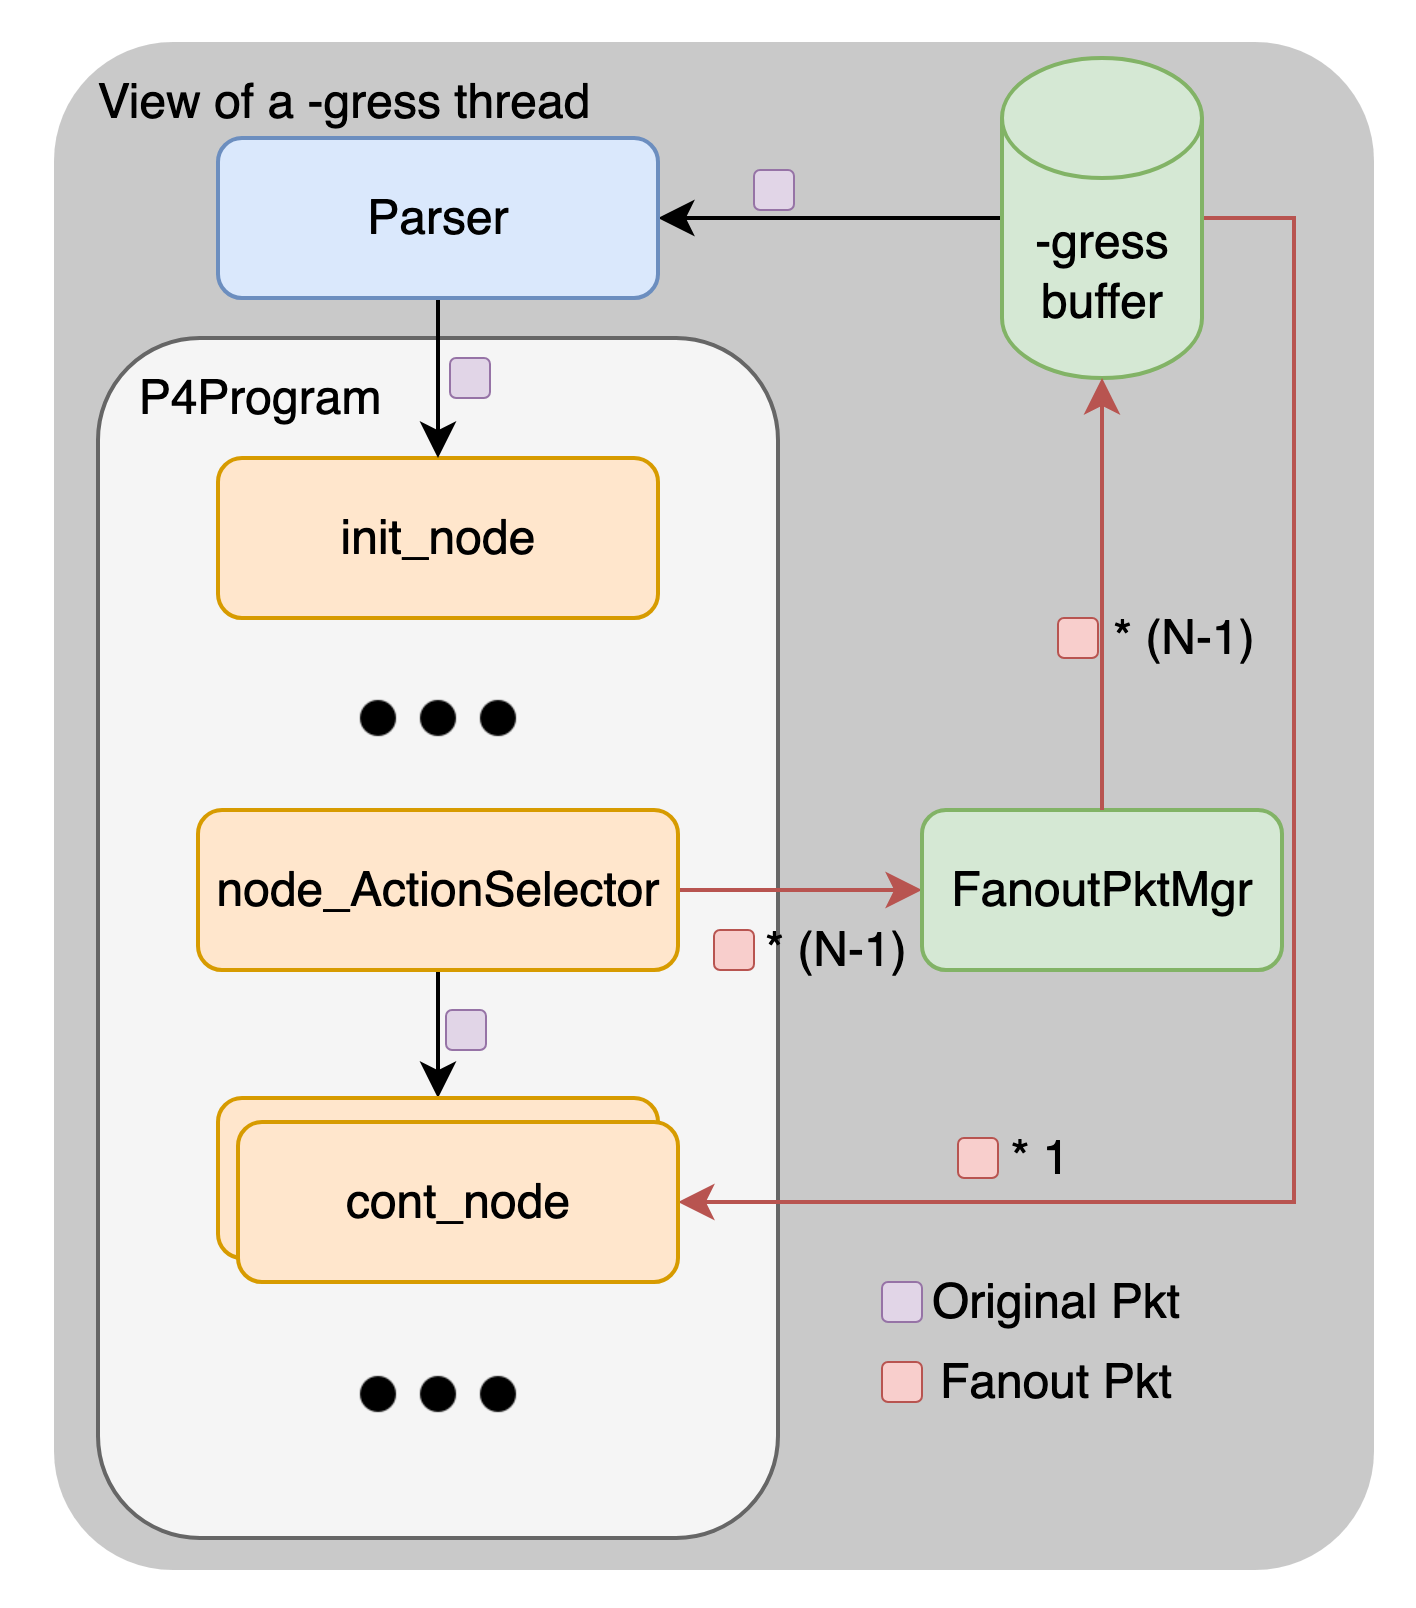 View of a -gress thread
Parser
-gress
buffer
P4Program
init_node
* (N-1)
node_ActionSelector
FanoutPktMgr
* (N-1)
* 1
cont_node
Original Pkt
Fanout Pkt